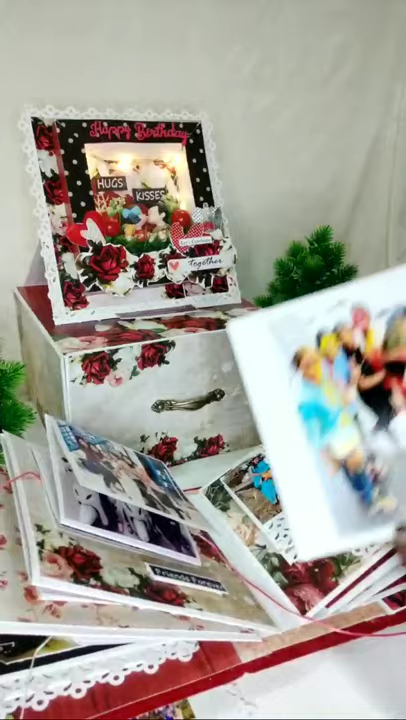 Happy Birthday
HUGS
KISSES
Together
Friends Forever